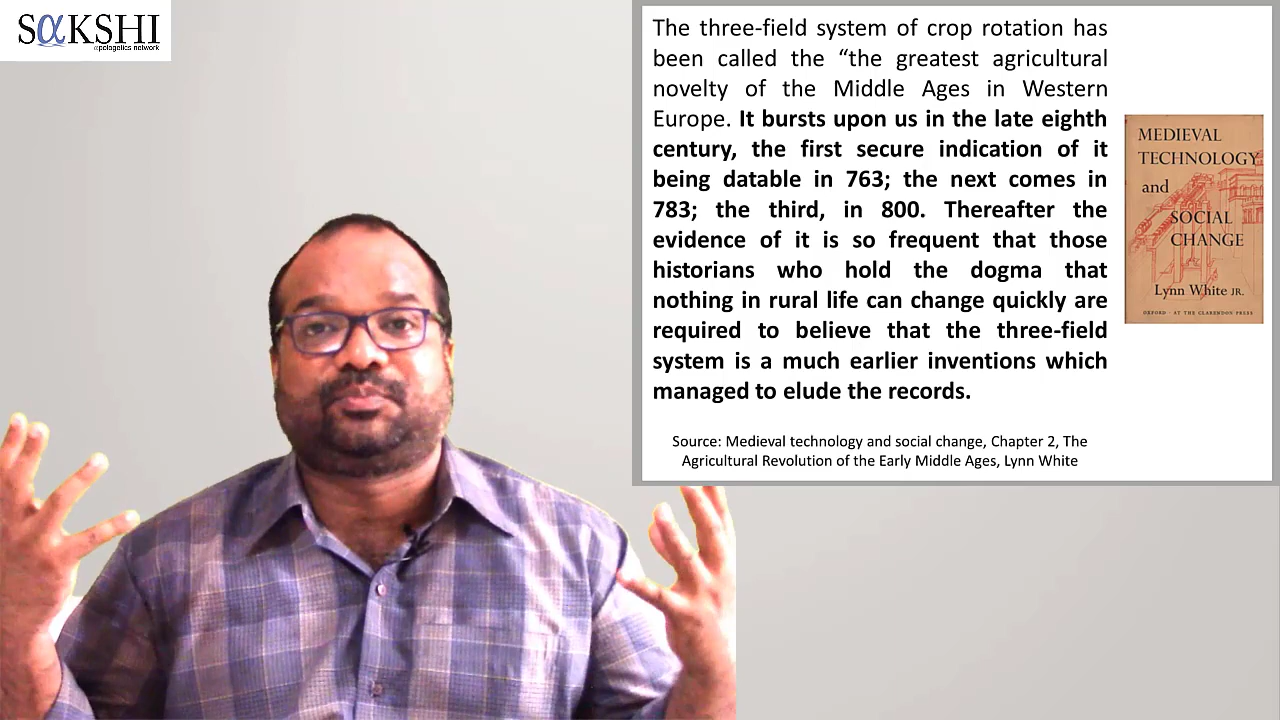 SαKSHI
apologetics network
The three-field system of crop rotation has
been called the “the greatest agricultural
novelty of the Middle Ages in Western
Europe. It bursts upon us in the late eighth
century, the first secure indication of it
being datable in 763; the next comes in
783; the third, in 800. Thereafter the
evidence of it is so frequent that those
historians who hold the dogma that
nothing in rural life can change quickly are
required to believe that the three-field
system is a much earlier inventions which
managed to elude the records.
Source: Medieval technology and social change, Chapter 2, The
Agricultural Revolution of the Early Middle Ages, Lynn White
MEDIEVAL
TECHNOLOGY
and
SOCIAL
CHANGE
Lynn White JR.
OXFORD · AT THE CLARENDON PRESS